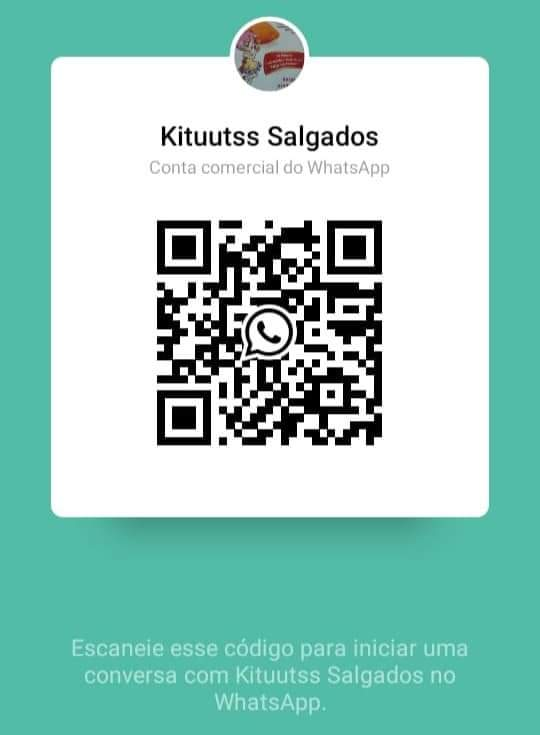 Kituutss Salgados
Conta comercial do WhatsApp
Escaneie esse código para iniciar uma
conversa com Kituutss Salgados no
WhatsApp.